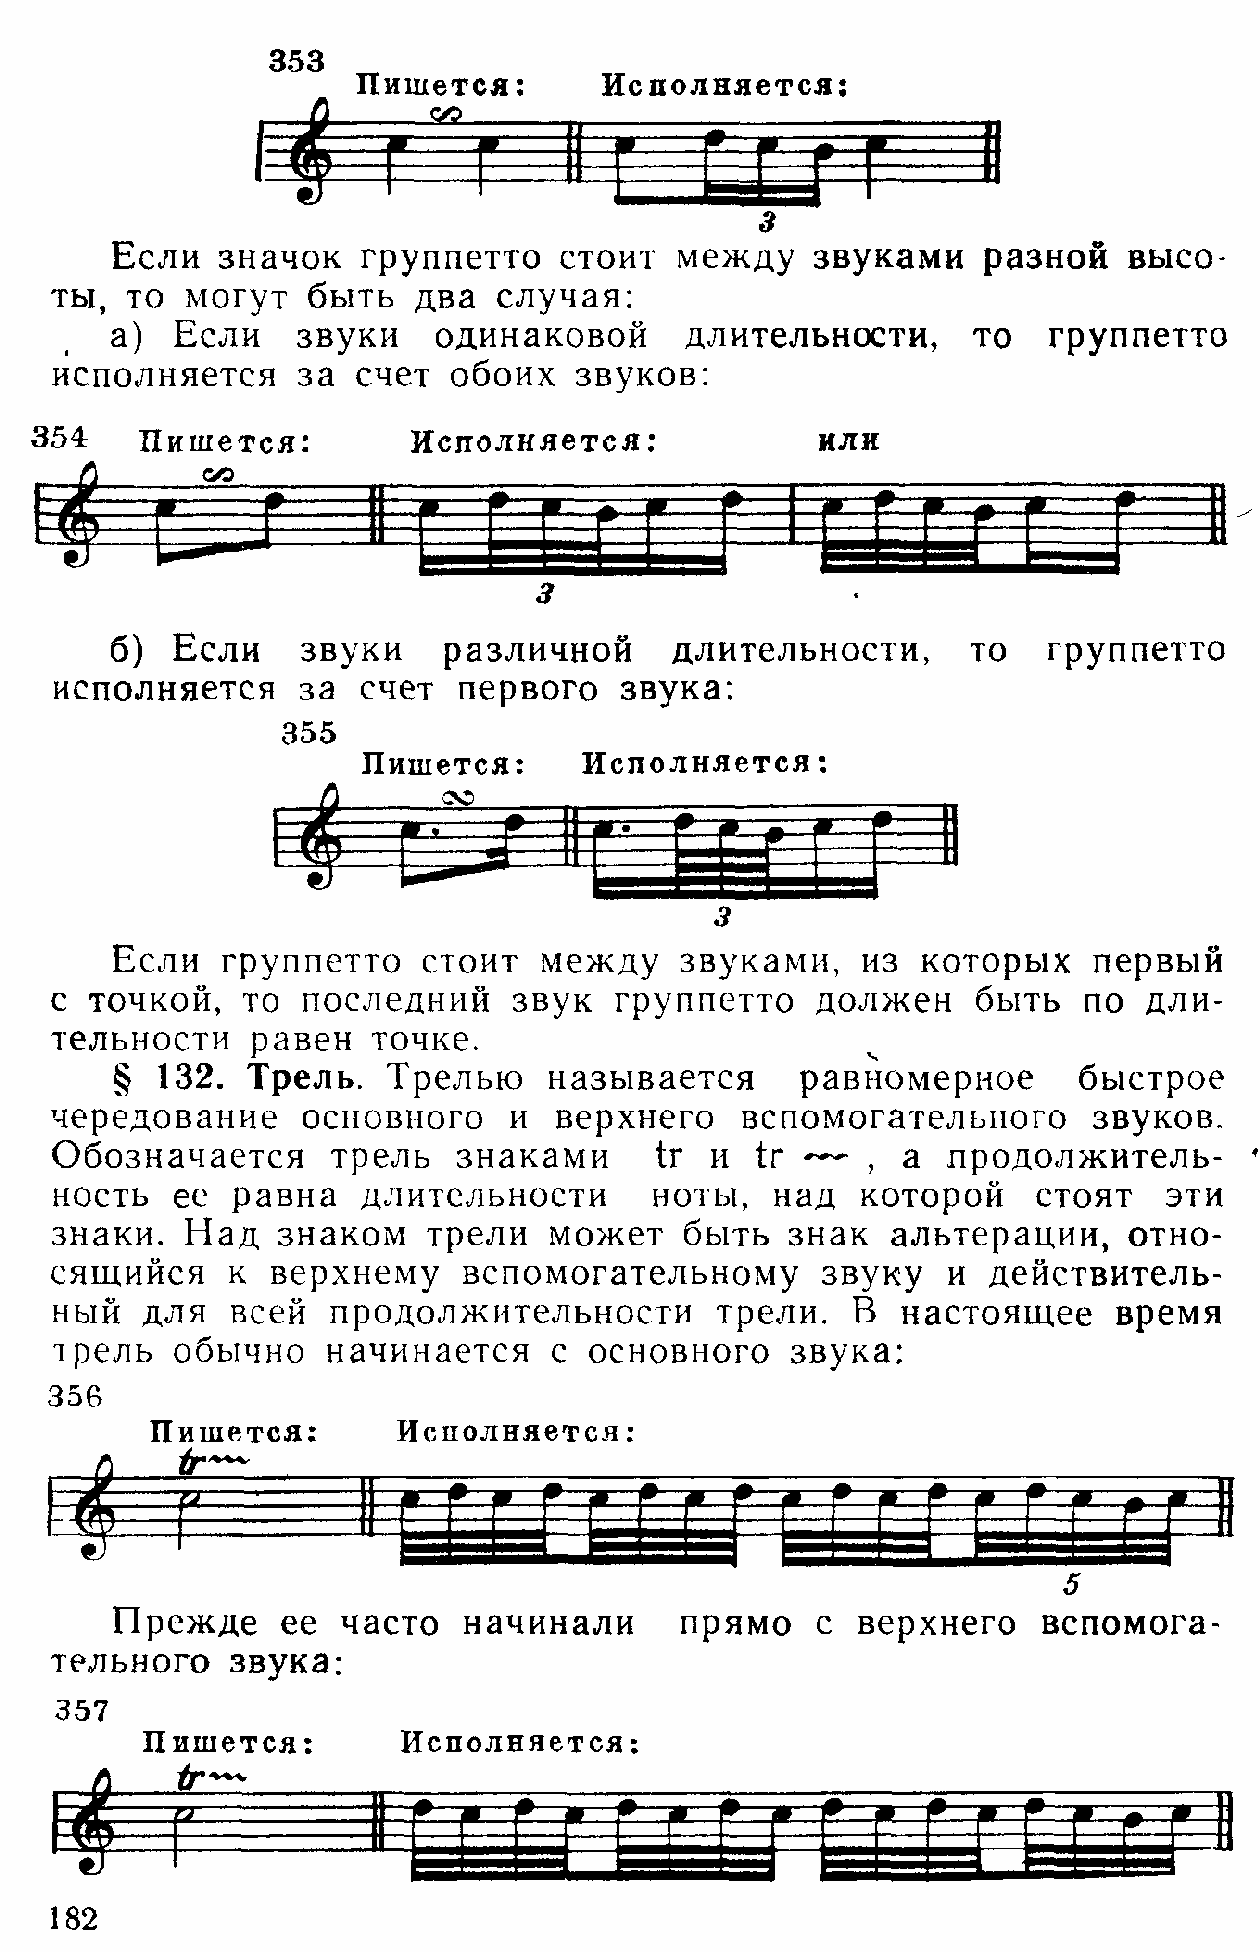 353
Пишется: Исполняется:
3
Если значок группетто стоит между звуками разной высо-
ты, то могут быть два случая:
а) Если звуки одинаковой длительности, то группетто
исполняется за счет обоих звуков:
354 Пишется: Исполняется: или
3
б) Если звуки различной длительности, то группетто
исполняется за счет первого звука:
355
Пишется: Исполняется:
3
Если группетто стоит между звуками, из которых первый
с точкой, то последний звук группетто должен быть по дли-
тельности равен точке.
§ 132. Трель. Трелью называется равномерное быстрое
чередование основного и верхнего вспомогательного звуков.
Обозначается трель знаками tr и tr , а продолжитель-
ность ее равна длительности ноты, над которой стоят эти
знаки. Над знаком трели может быть знак альтерации, отно-
сящийся к верхнему вспомогательному звуку и действитель-
ный для всей продолжительности трели. В настоящее время
трель обычно начинается с основного звука:
356
Пишется: Исполняется:
tr
5
Прежде ее часто начинали прямо с верхнего вспомога-
тельного звука:
357
Пишется: Исполняется:
tr
182